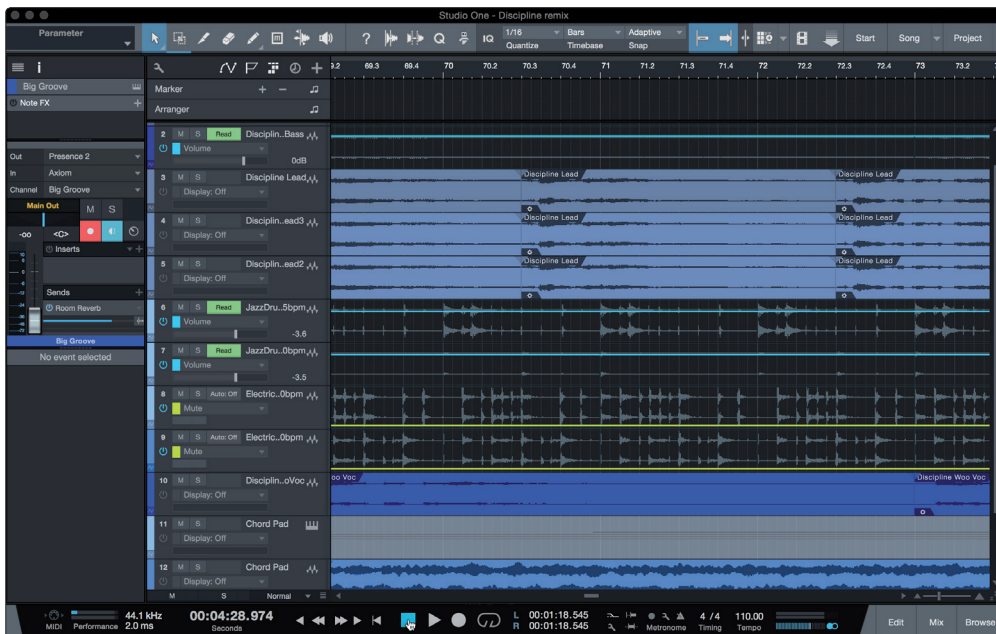 Studio One - Discipline remix
Parameter
?
Q
IQ
1/16
Quantize
Bars
Timebase
Adaptive
Snap
Start
Song
Project
i
Big Groove
Note FX
Out Presence 2
In Axiom
Channel Big Groove
Main Out
M S
-oo <C>
Inserts
Sends
Room Reverb
Big Groove
No event selected
69.3 69.4 70 70.2 70.3 70.4 71 71.2 71.3 71.4 72 72.2 72.3 72.4 73 73.2
Marker
Arranger
2 M S Read Disciplin..Bass
Volume
0dB
3 M S Discipline Lead
Display: Off
Discipline Lead Discipline Lead
4 M S Disciplin..ead3
Display: Off
Discipline Lead Discipline Lead
5 M S Disciplin..ead2
Display: Off
Discipline Lead Discipline Lead
6 M S Read JazzDru..5bpm
Volume
-3.6
7 M S Read JazzDru..0bpm
Volume
-3.5
8 M S Auto: Off Electric..0bpm
Mute
9 M S Auto: Off Electric..0bpm
Mute
10 M S Disciplin..oVoc
Display: Off
oo Voc Discipline Woo Voc
11 M S Chord Pad
Display: Off
12 M S Chord Pad
Display: Off
M S Normal
MIDI
Performance
44.1 kHz
2.0 ms
00:04:28.974
Seconds
L 00:01:18.545
R 00:01:18.545
Metronome
4 / 4
Timing
110.00
Tempo
Edit
Mix
Browse